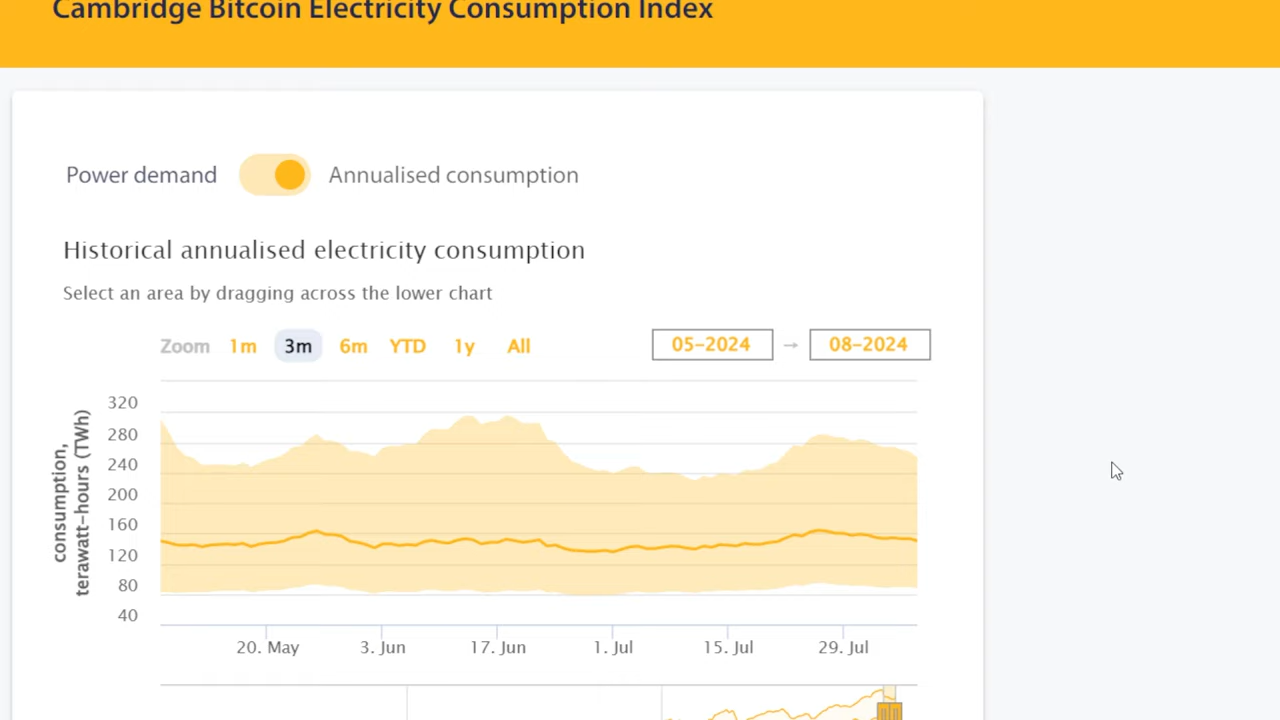 Cambridge Bitcoin Electricity Consumption Index
Power demand
Annualised consumption
Historical annualised electricity consumption
Select an area by dragging across the lower chart
Zoom 1m 3m 6m YTD 1y All 05-2024 → 08-2024
320
280
240
200
160
120
80
40
consumption,
terawatt-hours (TWh)
20. May 3. Jun 17. Jun 1. Jul 15. Jul 29. Jul